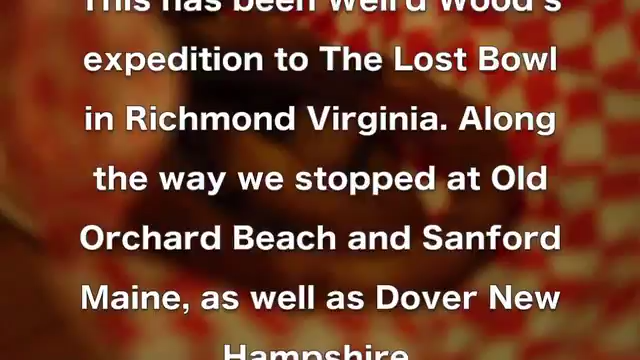 This has been Weird Wood's
expedition to The Lost Bowl
in Richmond Virginia. Along
the way we stopped at Old
Orchard Beach and Sanford
Maine, as well as Dover New
Hampshire